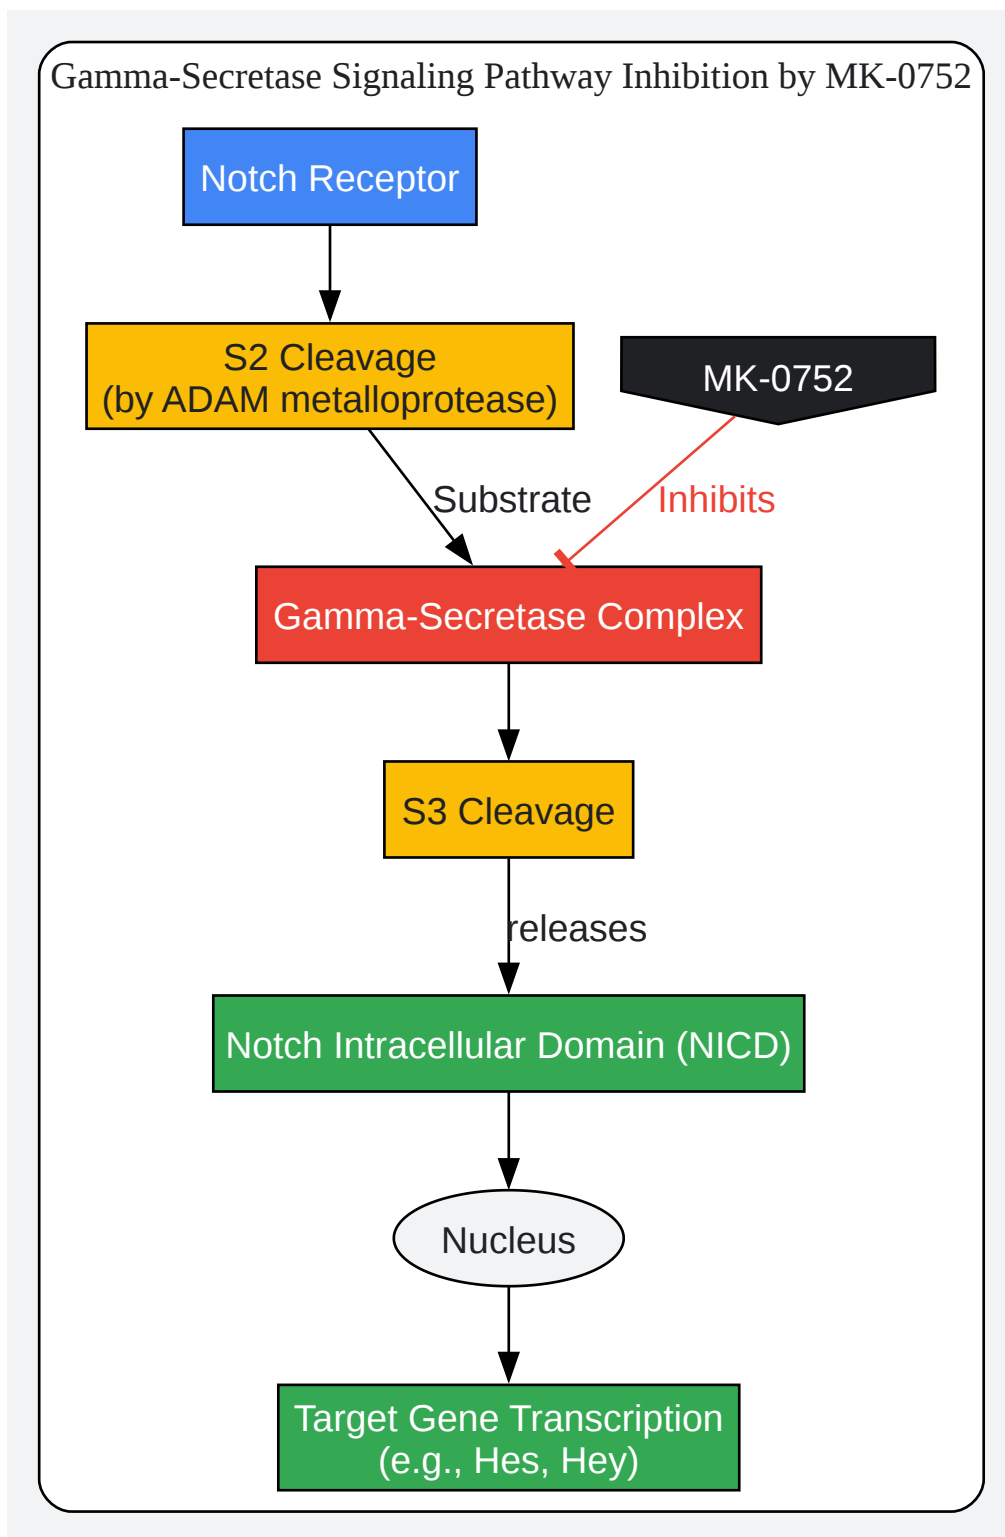 Gamma-Secretase Signaling Pathway Inhibition by MK-0752
Notch Receptor
S2 Cleavage
(by ADAM metalloprotease)
MK-0752
Substrate
Inhibits
Gamma-Secretase Complex
S3 Cleavage
releases
Notch Intracellular Domain (NICD)
Nucleus
Target Gene Transcription
(e.g., Hes, Hey)